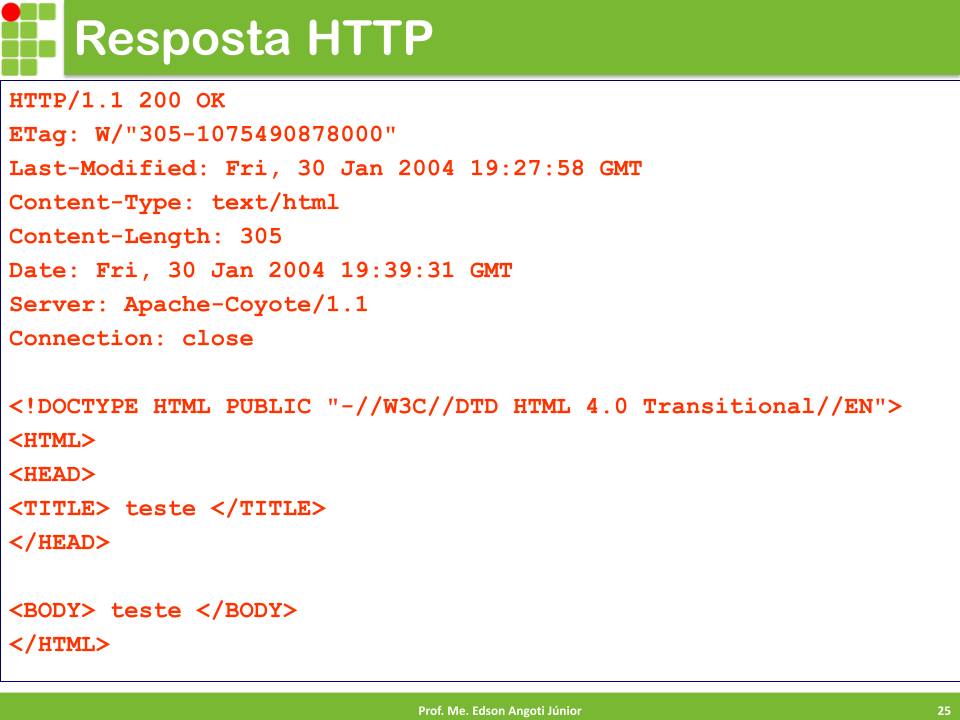 Resposta HTTP
HTTP/1.1 200 OK
ETag: W/"305-1075490878000"
Last-Modified: Fri, 30 Jan 2004 19:27:58 GMT
Content-Type: text/html
Content-Length: 305
Date: Fri, 30 Jan 2004 19:39:31 GMT
Server: Apache-Coyote/1.1
Connection: close
<!DOCTYPE HTML PUBLIC "-//W3C//DTD HTML 4.0 Transitional//EN">
<HTML>
<HEAD>
<TITLE> teste </TITLE>
</HEAD>
<BODY> teste </BODY>
</HTML>
Prof. Me. Edson Angoti Júnior
25